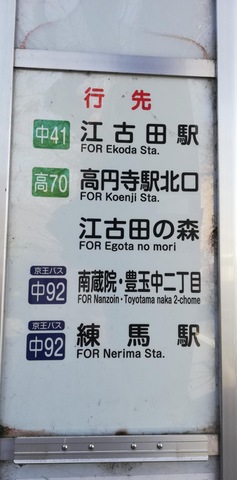 行先
中41 江古田駅
FOR Ekoda Sta.
高70 高円寺駅北口
FOR Koenji Sta.
江古田の森
FOR Egota no mori
京王バス
中92 南蔵院・豊玉中二丁目
FOR Nanzoin・Toyotama naka 2-chome
京王バス
中92 練馬駅
FOR Nerima Sta.